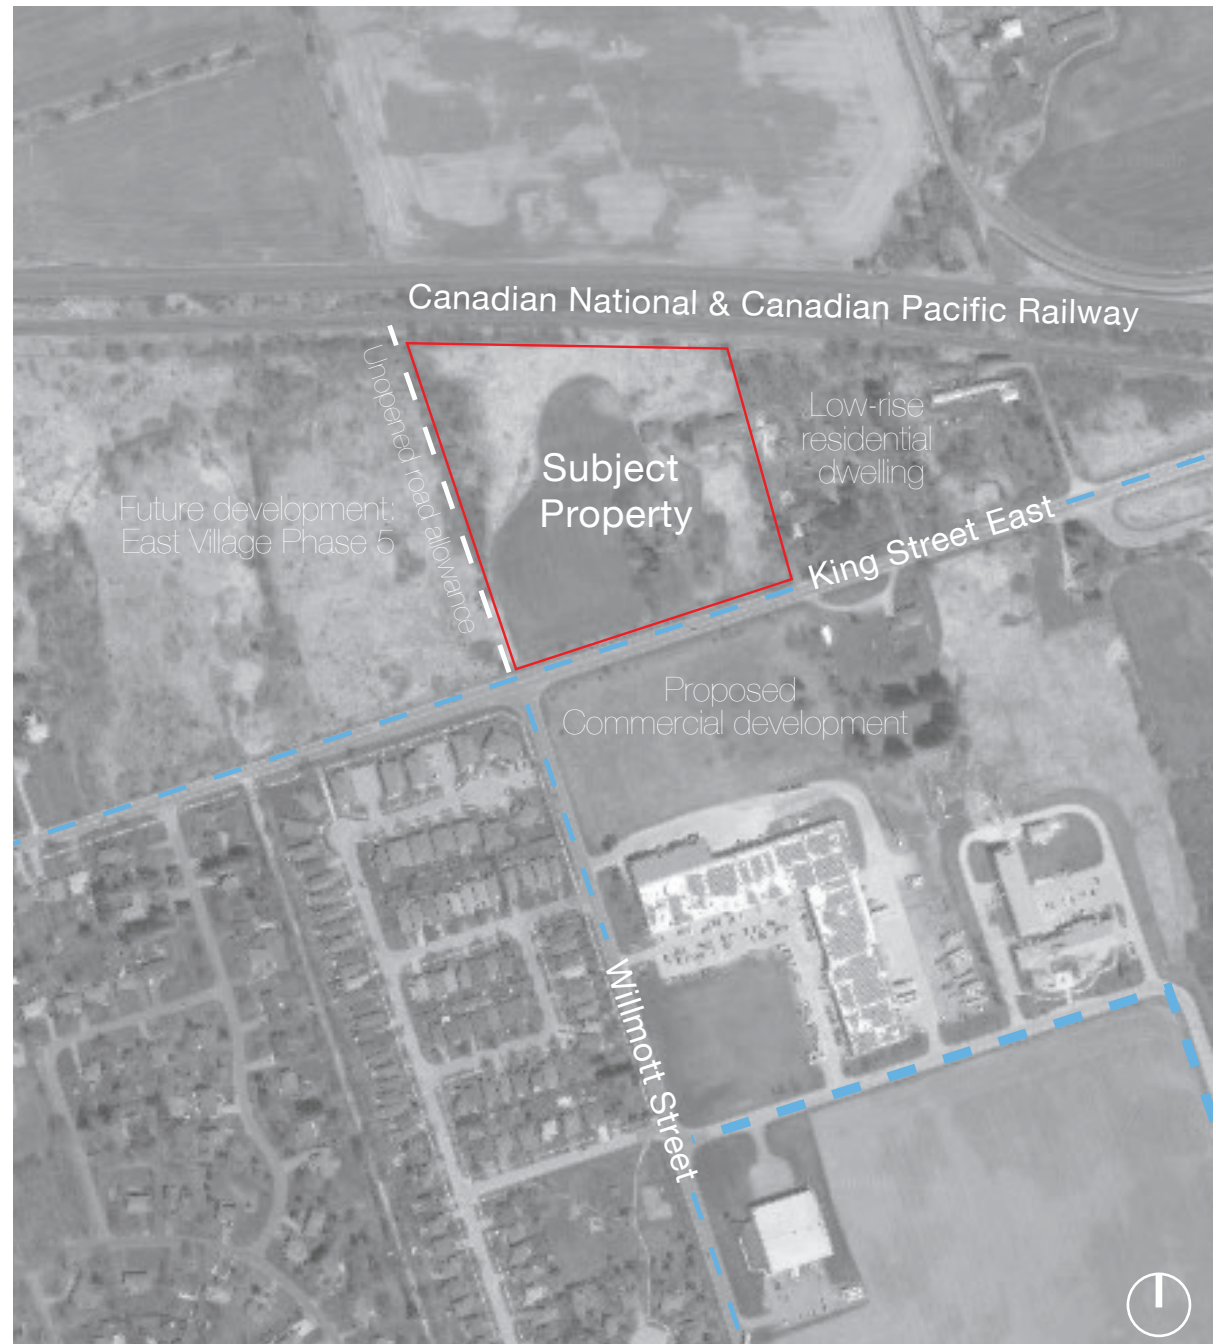 Canadian National & Canadian Pacific Railway
Unopened road allowance
Low-rise
residential
dwelling
Subject
Property
Future development:
East Village Phase 5
King Street East
Proposed
Commercial development
Willmott Street